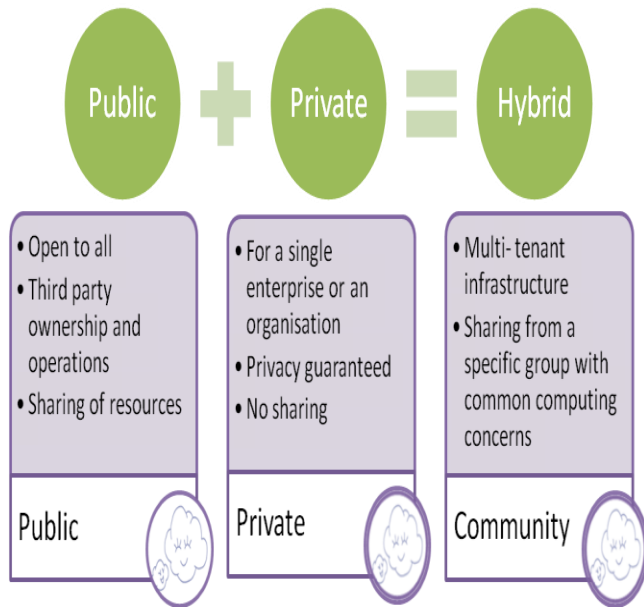 Public + Private = Hybrid
• Open to all
• Third party
ownership and
operations
• Sharing of resources
Public
• For a single
enterprise or an
organisation
• Privacy guaranteed
• No sharing
Private
• Multi- tenant
infrastructure
• Sharing from a
specific group with
common computing
concerns
Community